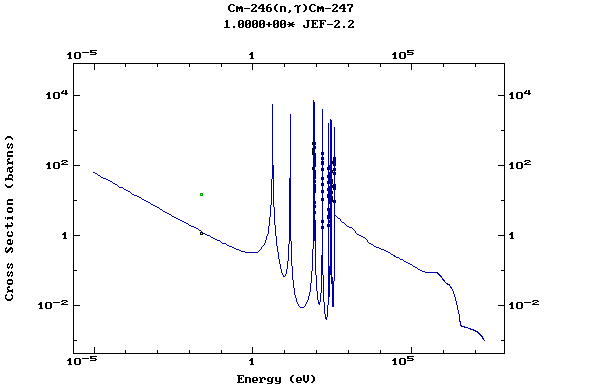 Cm-246(n,γ)Cm-247
1.0000+00* JEF-2.2
10⁻⁵ 1 10⁵
10⁴ 10⁴
10² 10²
1 1
10⁻² 10⁻²
10⁻⁵ 1 10⁵
Cross Section (barns)
Energy (eV)